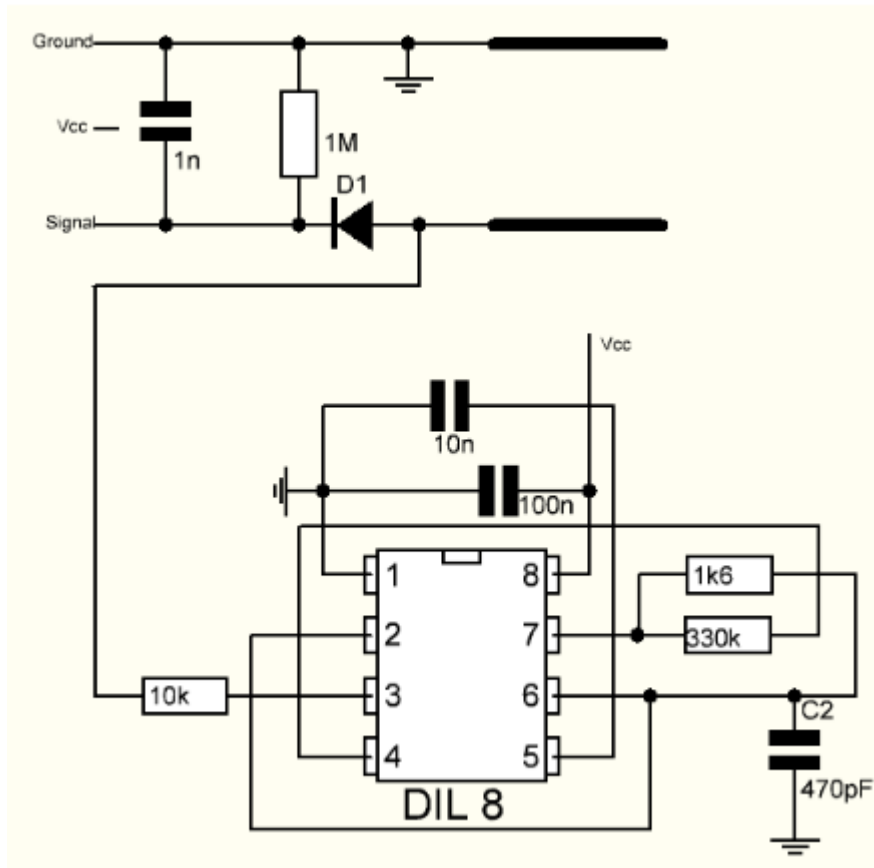 Ground
Vcc
1n
1M
D1
Signal
Vcc
10n
100n
1
8
1k6
2
7
330k
10k
3
6
C2
4
5
470pF
DIL 8